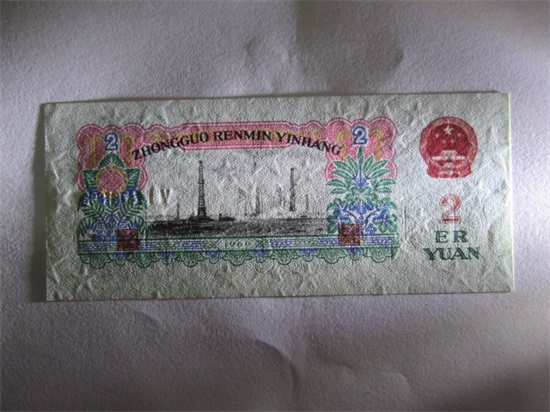 2
ZHONGGUO RENMIN YINHANG
2
1960
2
ER
YUAN